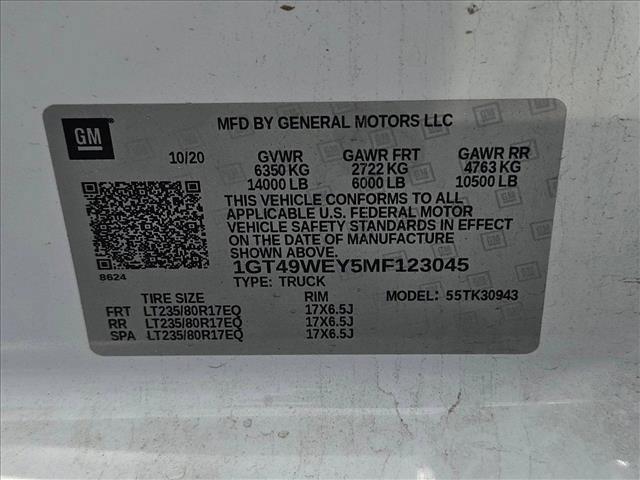 GM
MFD BY GENERAL MOTORS LLC
10/20 GVWR GAWR FRT GAWR RR
6350 KG 2722 KG 4763 KG
14000 LB 6000 LB 10500 LB
THIS VEHICLE CONFORMS TO ALL
APPLICABLE U.S. FEDERAL MOTOR
VEHICLE SAFETY STANDARDS IN EFFECT
ON THE DATE OF MANUFACTURE
SHOWN ABOVE.
8624
1GT49WEY5MF123045
TYPE: TRUCK MODEL: 55TK30943
TIRE SIZE RIM
FRT LT235/80R17EQ 17X6.5J
RR LT235/80R17EQ 17X6.5J
SPA LT235/80R17EQ 17X6.5J